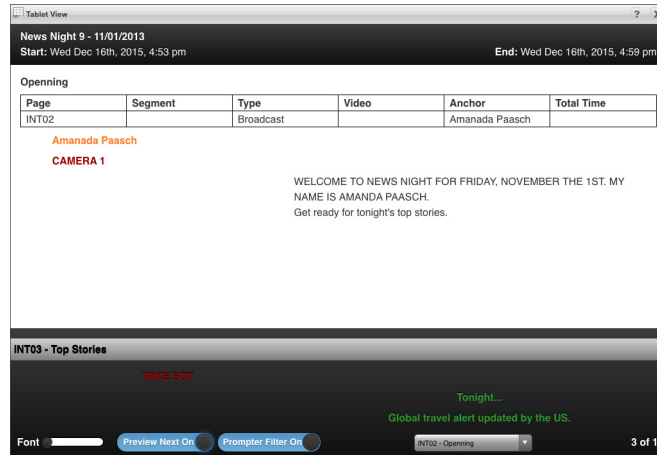 Tablet View ?
News Night 9 - 11/01/2013
Start: Wed Dec 16th, 2015, 4:53 pm End: Wed Dec 16th, 2015, 4:59 pm
Openning
Page Segment Type Video Anchor Total Time
INT02 Broadcast Amanada Paasch
Amanada Paasch
CAMERA 1
WELCOME TO NEWS NIGHT FOR FRIDAY, NOVEMBER THE 1ST. MY
NAME IS AMANDA PAASCH.
Get ready for tonight's top stories.
INT03 - Top Stories
TAKE SOT
Tonight...
Global travel alert updated by the US.
Font Preview Next On Prompter Filter On INT02 - Openning 3 of 1